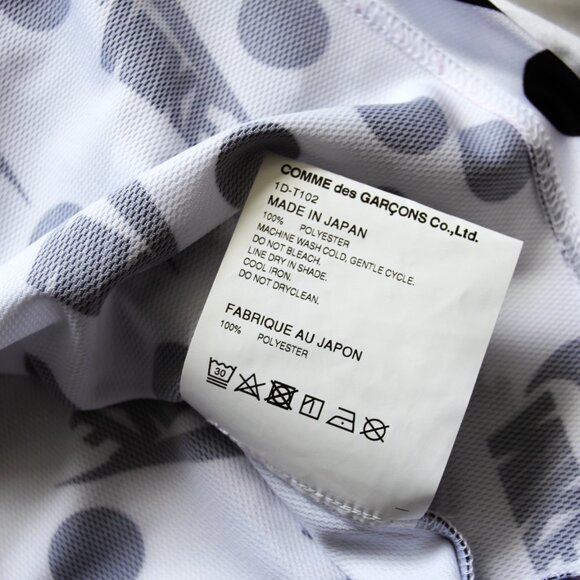 COMME des GARÇONS Co.,Ltd.
1D-T102
MADE IN JAPAN
100% POLYESTER
MACHINE WASH COLD, GENTLE CYCLE.
DO NOT BLEACH.
LINE DRY IN SHADE.
COOL IRON.
DO NOT DRYCLEAN.
FABRIQUE AU JAPON
100% POLYESTER
30